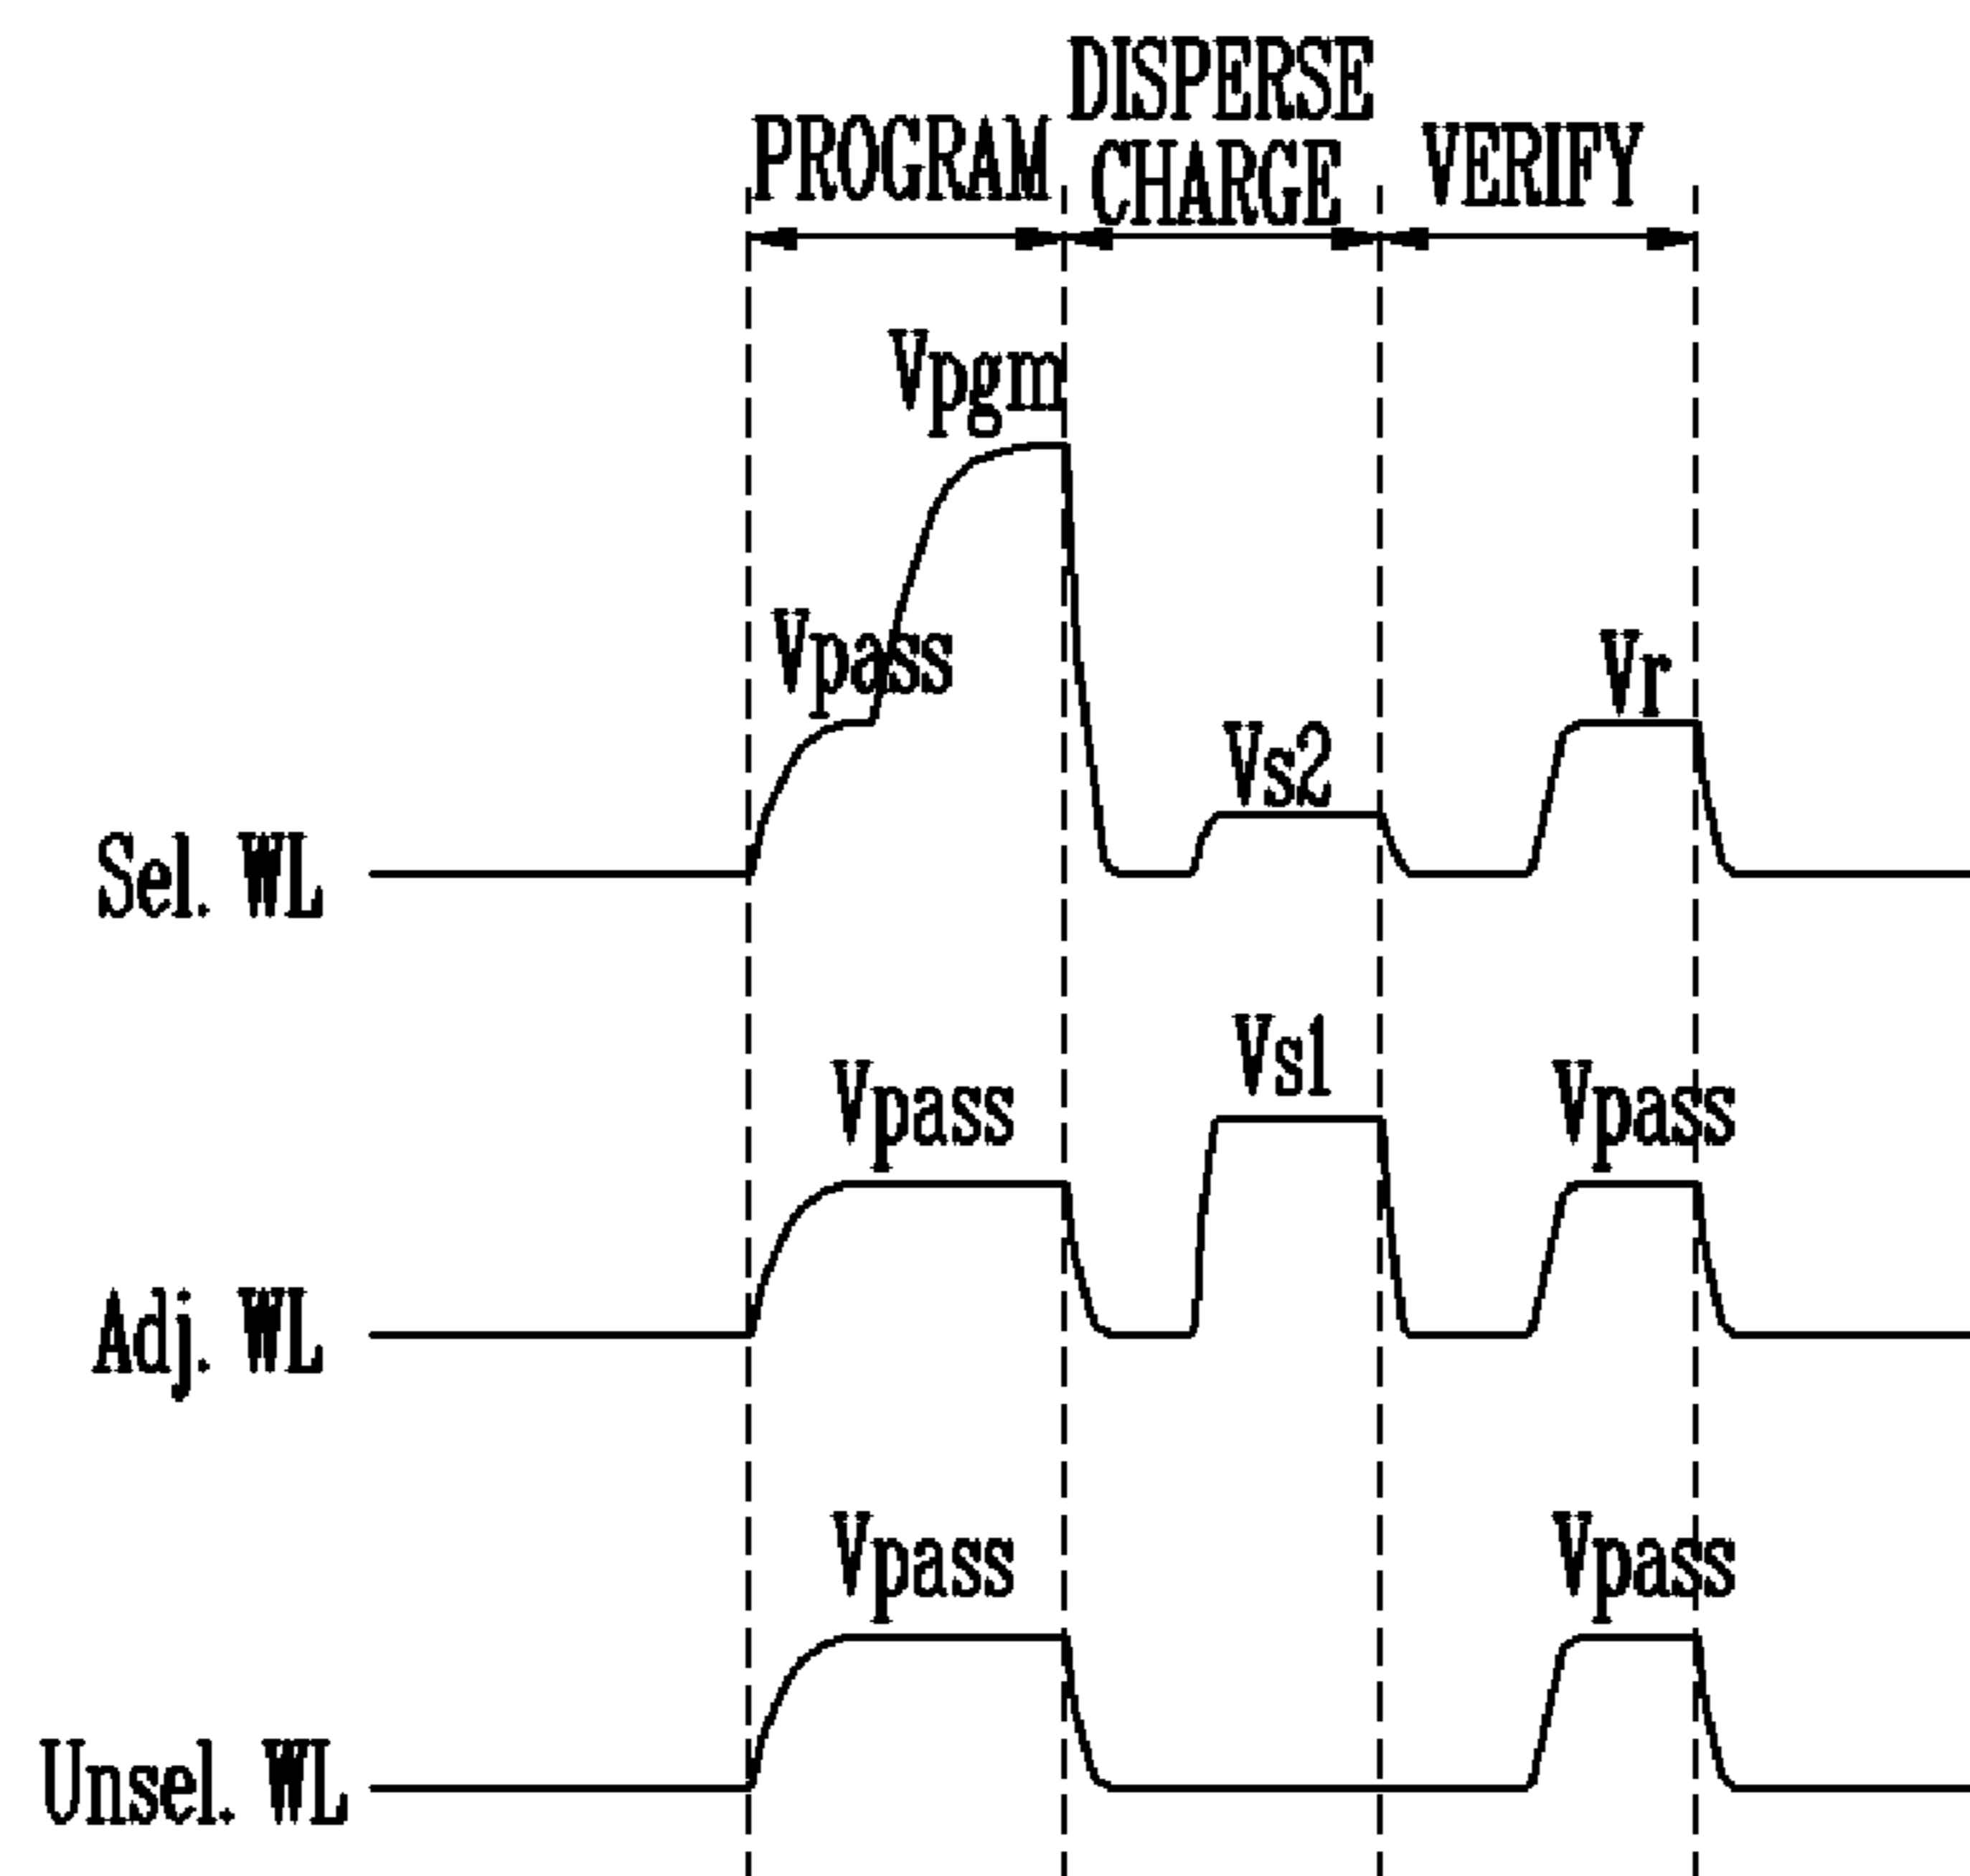 DISPERSE
PROGRAM CHARGE VERIFY
Vpgm
Vpass Vr
Vs2
Sel. WL
Vs1
Vpass Vpass
Adj. WL
Vpass Vpass
Unsel. WL